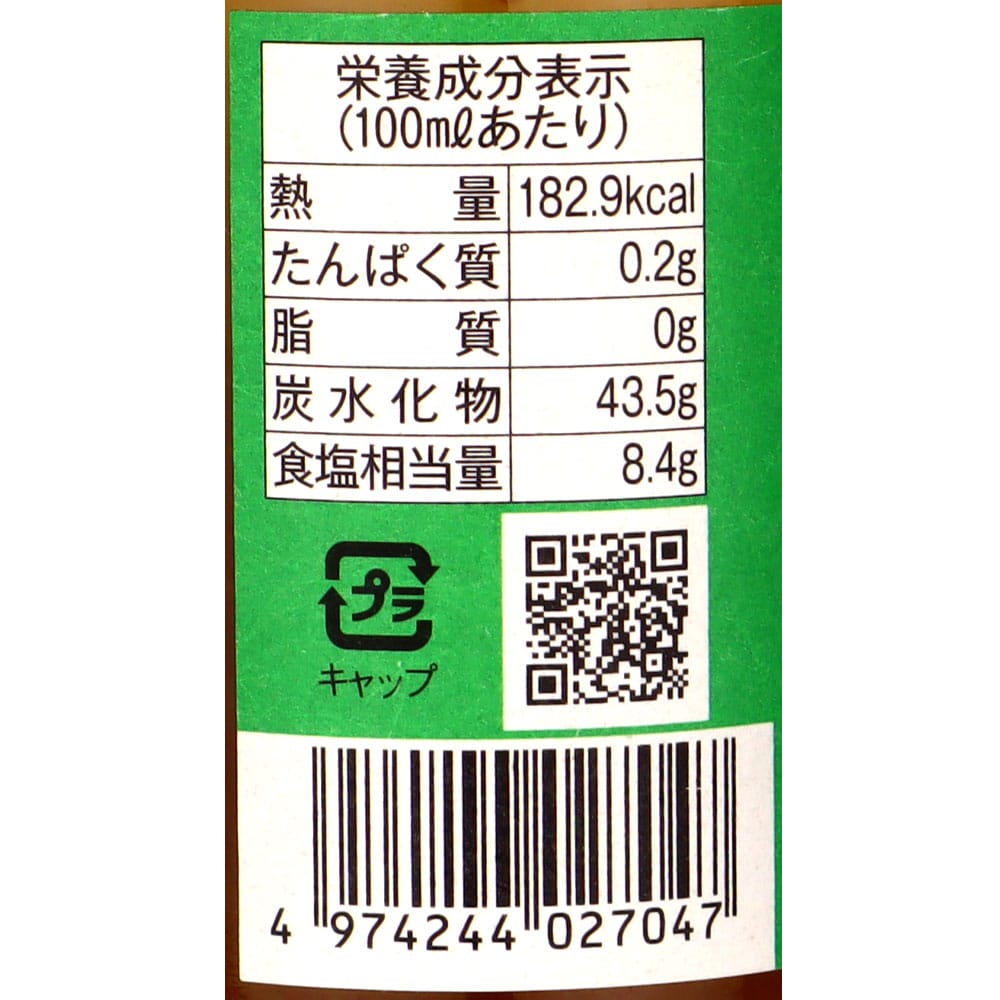 栄養成分表示
(100mlあたり)
熱量 182.9kcal
たんぱく質 0.2g
脂質 0g
炭水化物 43.5g
食塩相当量 8.4g
プラ
キャップ
4 974244 027047